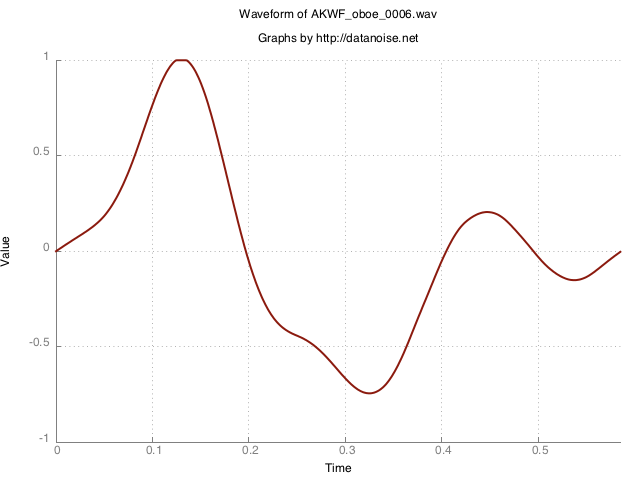 Waveform of AKWF_oboe_0006.wav
Graphs by http://datanoise.net
1
0.5
0
-0.5
-1
Value
0 0.1 0.2 0.3 0.4 0.5
Time